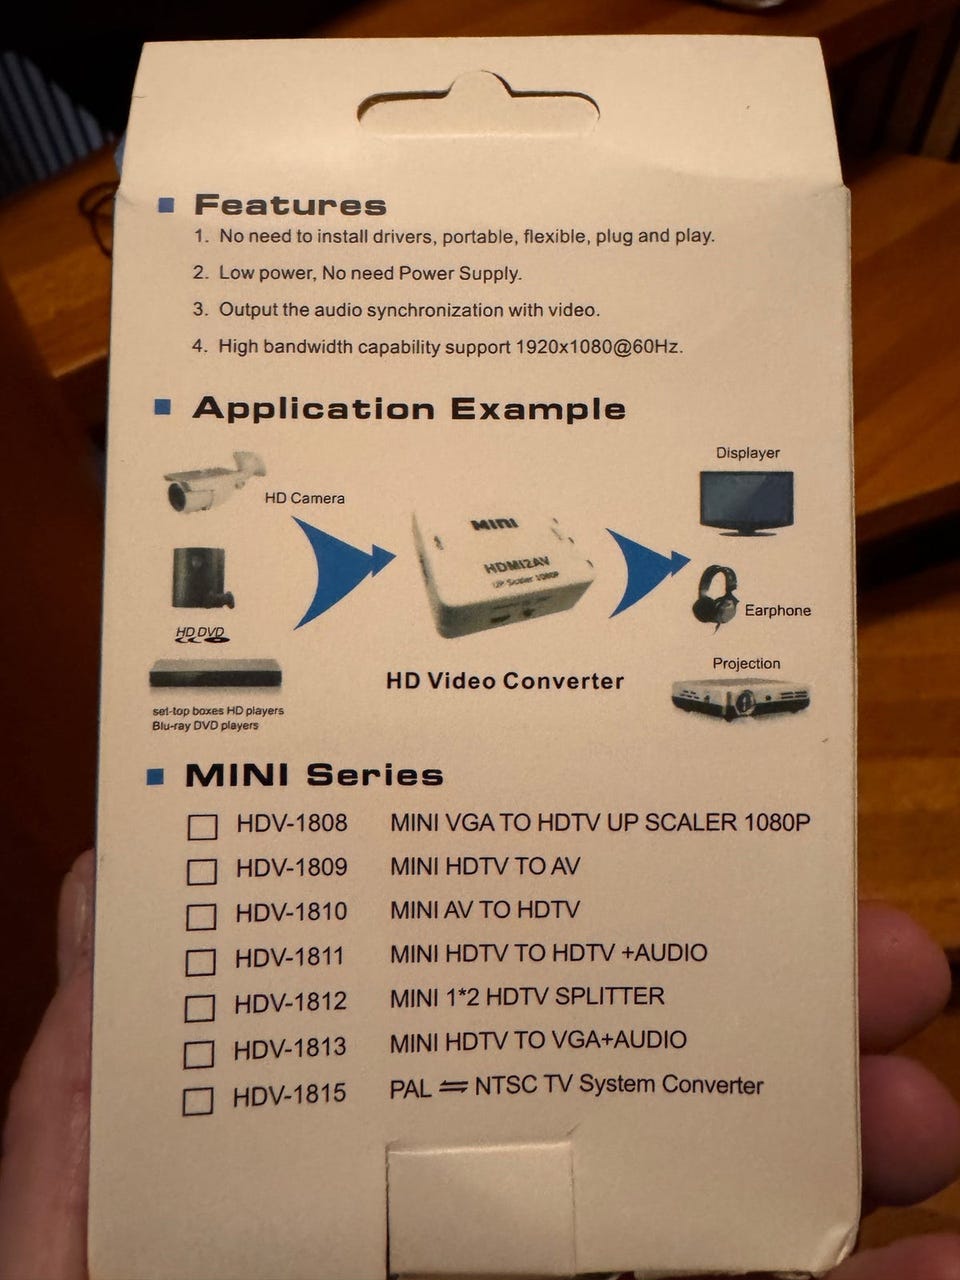 Features
1. No need to install drivers, portable, flexible, plug and play.
2. Low power, No need Power Supply.
3. Output the audio synchronization with video.
4. High bandwidth capability support 1920x1080@60Hz.
Application Example
HD Camera
HD DVD
set-top boxes HD players
Blu-ray DVD players
MINI
HDMI2AV
UP Scaler 1080P
HD Video Converter
Displayer
Earphone
Projection
MINI Series
HDV-1808 MINI VGA TO HDTV UP SCALER 1080P
HDV-1809 MINI HDTV TO AV
HDV-1810 MINI AV TO HDTV
HDV-1811 MINI HDTV TO HDTV +AUDIO
HDV-1812 MINI 1*2 HDTV SPLITTER
HDV-1813 MINI HDTV TO VGA+AUDIO
HDV-1815 PAL ⇋ NTSC TV System Converter